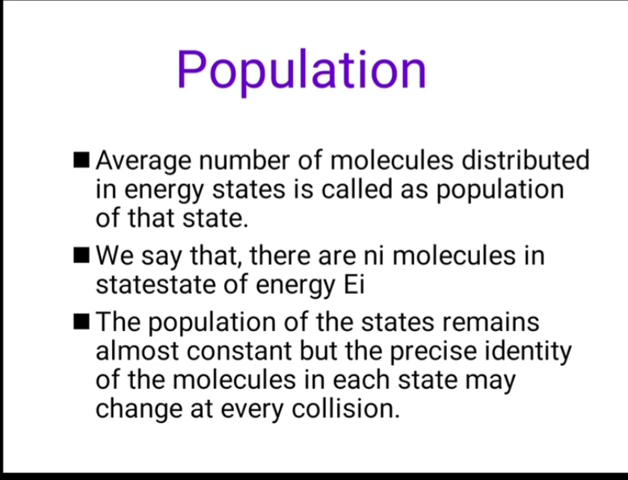 Population
■ Average number of molecules distributed
in energy states is called as population
of that state.
■ We say that, there are ni molecules in
statestate of energy Ei
■ The population of the states remains
almost constant but the precise identity
of the molecules in each state may
change at every collision.